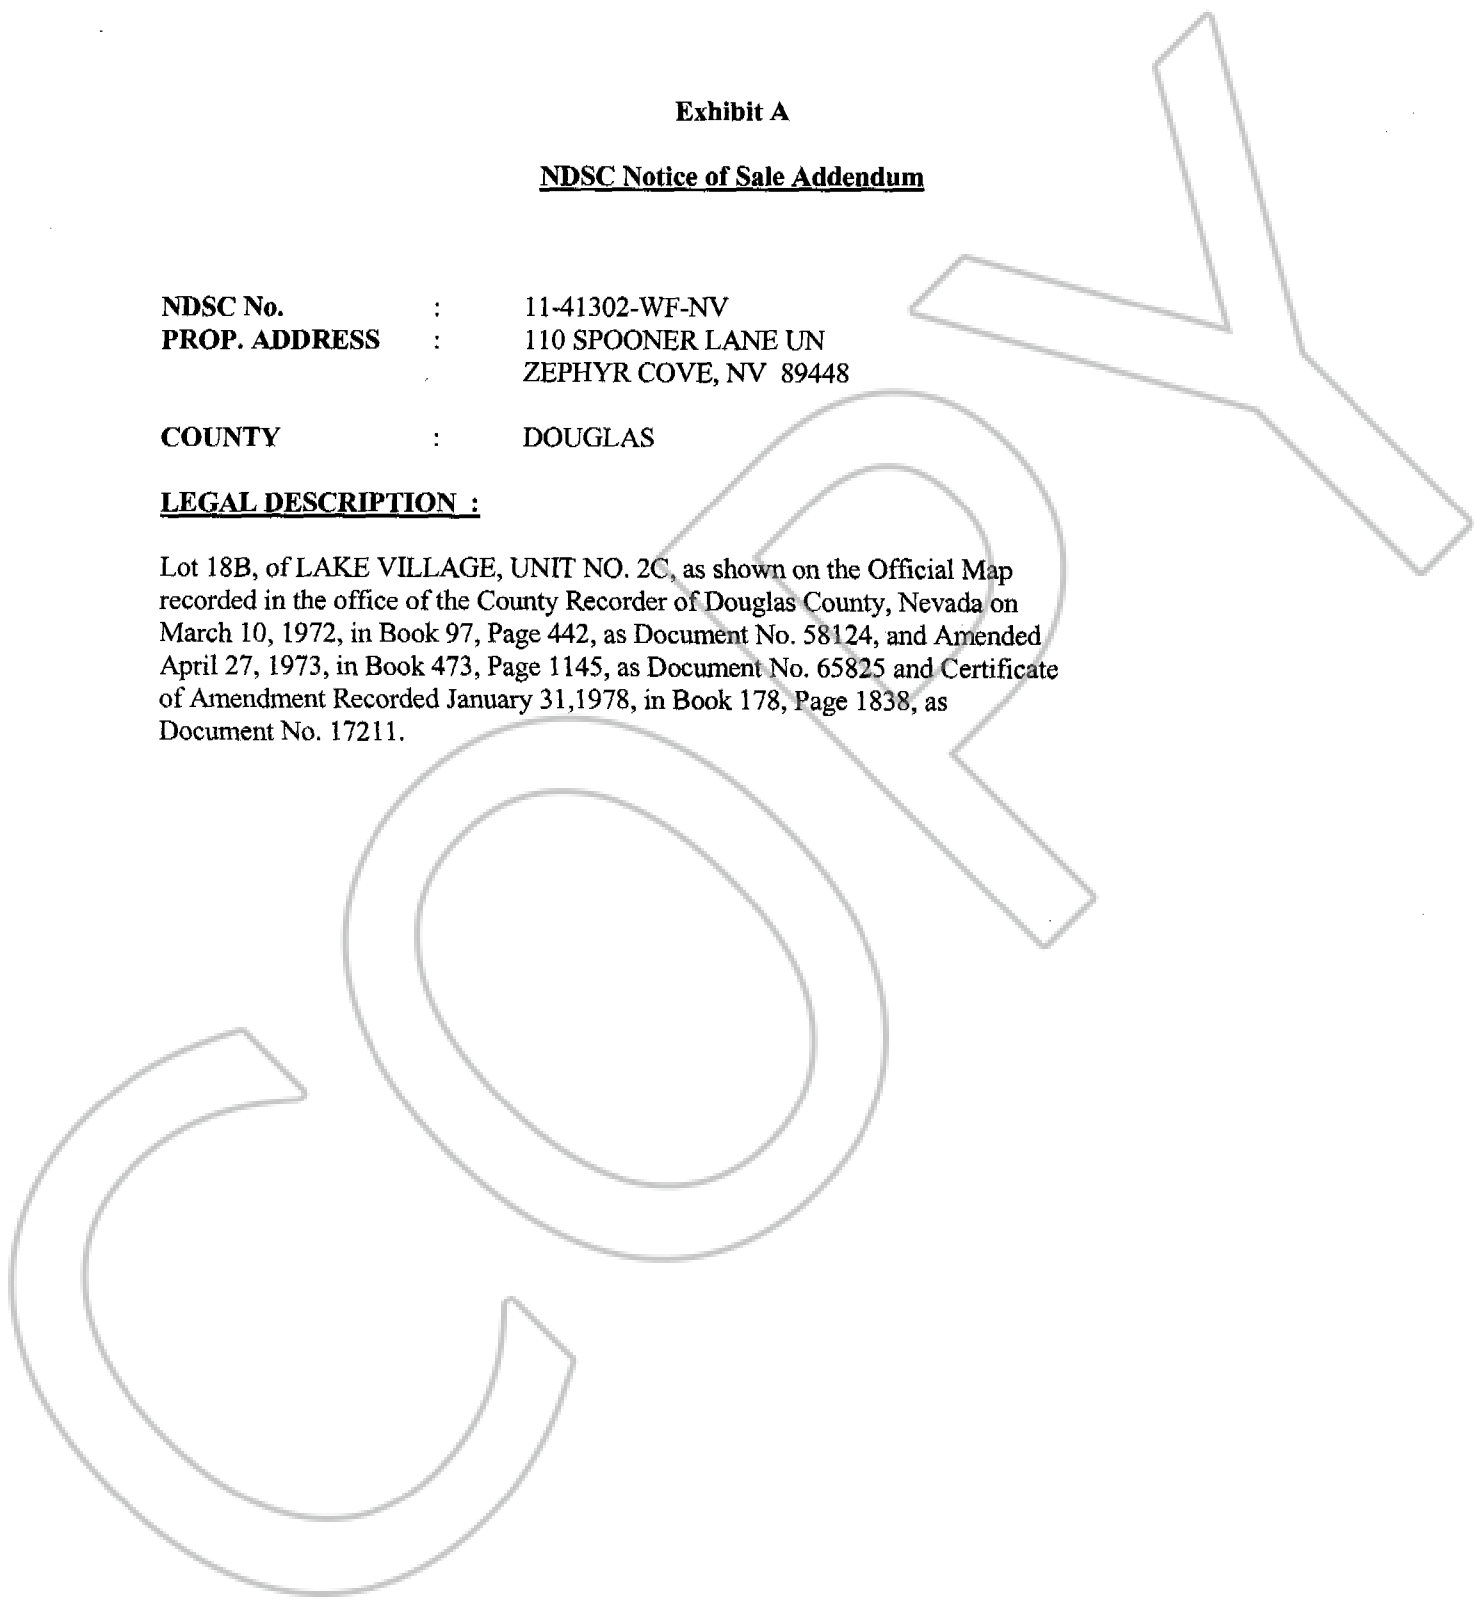 Exhibit A
NDSC Notice of Sale Addendum
NDSC No. : 11-41302-WF-NV
PROP. ADDRESS : 110 SPOONER LANE UN
ZEPHYR COVE, NV 89448
COUNTY : DOUGLAS
LEGAL DESCRIPTION :
Lot 18B, of LAKE VILLAGE, UNIT NO. 2C, as shown on the Official Map
recorded in the office of the County Recorder of Douglas County, Nevada on
March 10, 1972, in Book 97, Page 442, as Document No. 58124, and Amended
April 27, 1973, in Book 473, Page 1145, as Document No. 65825 and Certificate
of Amendment Recorded January 31,1978, in Book 178, Page 1838, as
Document No. 17211.
COPY